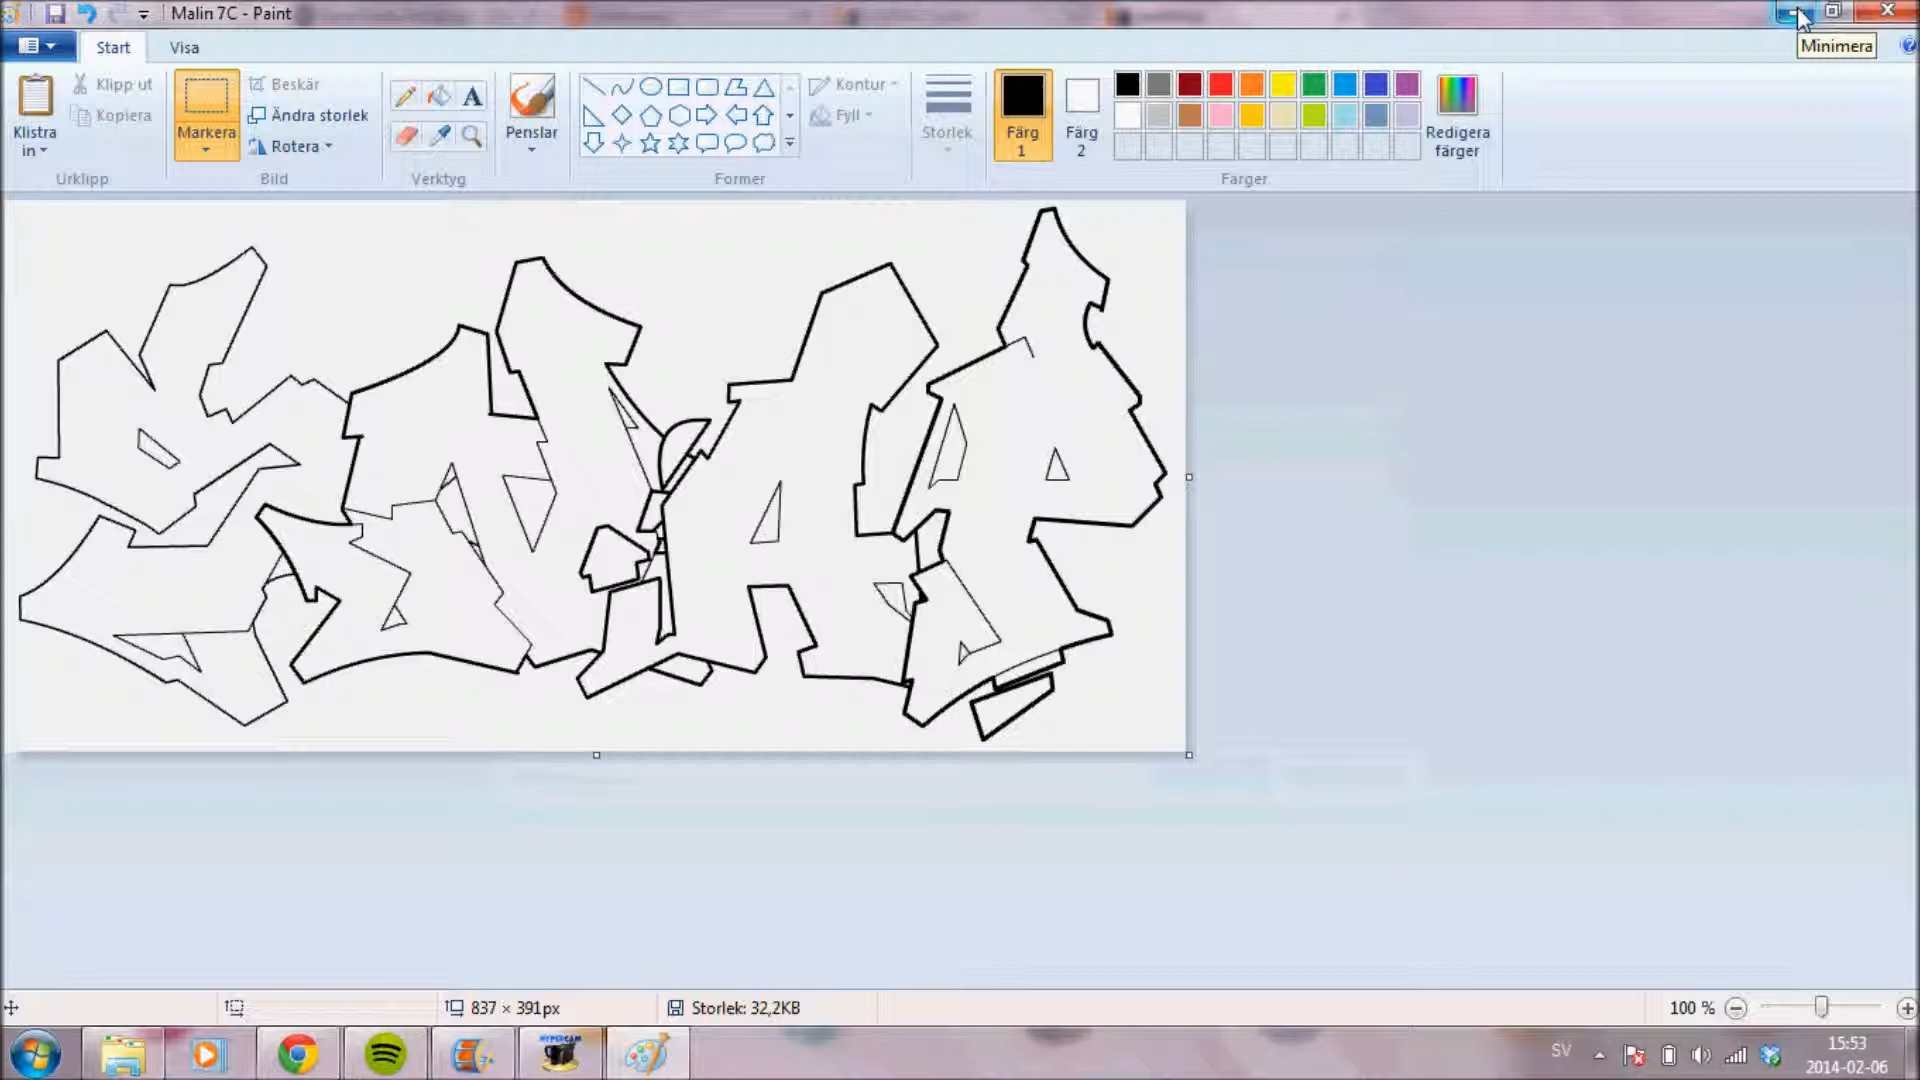 Malin 7C - Paint
Minimera
Start Visa
Klipp ut
Kopiera
Klistra in
Urklipp
Markera
Beskär
Ändra storlek
Rotera
Bild
A
Verktyg
Penslar
Former
Kontur
Fyll
Storlek
Färg 1
Färg 2
Redigera färger
Färger
837 × 391px
Storlek: 32,2KB
100 %
HYPERCAM
SV
15:53
2014-02-06